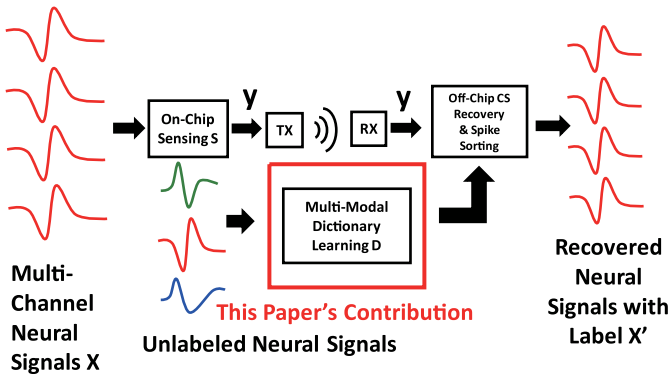 y
y
On-Chip
Sensing S
TX
RX
Off-Chip CS
Recovery
& Spike
Sorting
Multi-Modal
Dictionary
Learning D
This Paper's Contribution
Unlabeled Neural Signals
Multi-
Channel
Neural
Signals X
Recovered
Neural
Signals with
Label X'